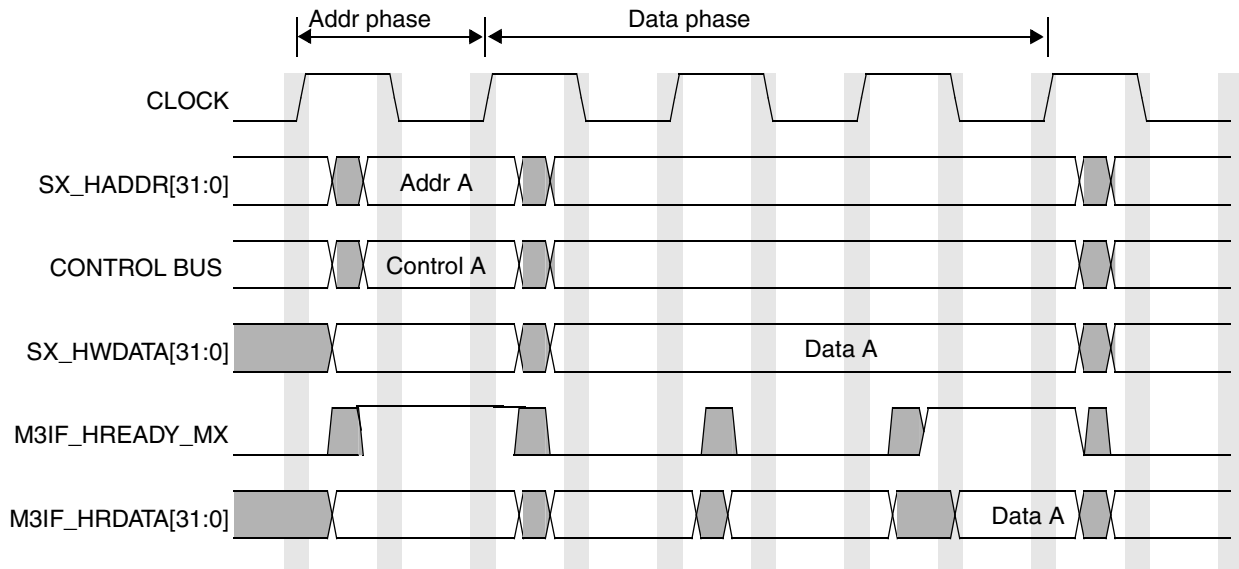 Addr phase
Data phase
CLOCK
SX_HADDR[31:0]
Addr A
CONTROL BUS
Control A
SX_HWDATA[31:0]
Data A
M3IF_HREADY_MX
M3IF_HRDATA[31:0]
Data A